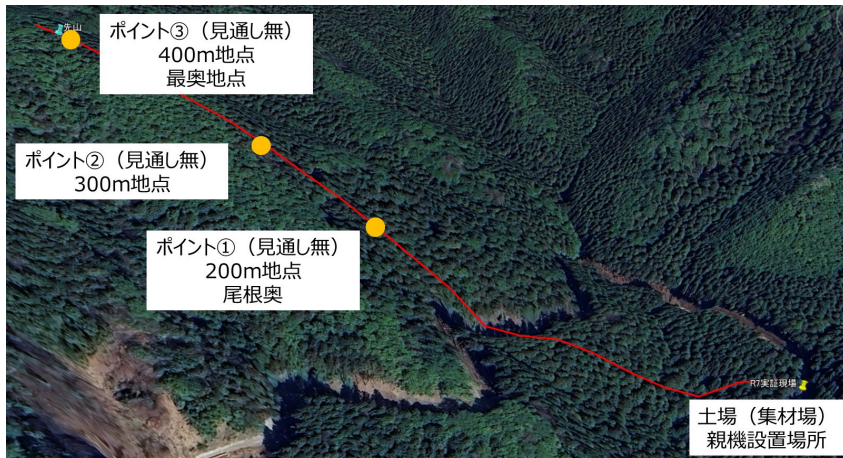 先山
ポイント③（見通し無）
400m地点
最奥地点
ポイント②（見通し無）
300m地点
ポイント①（見通し無）
200m地点
尾根奥
R7実証現場
土場（集材場）
親機設置場所